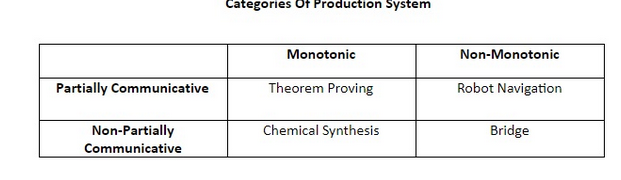 Categories Of Production System
Monotonic Non-Monotonic
Partially Communicative Theorem Proving Robot Navigation
Non-Partially Chemical Synthesis Bridge
Communicative